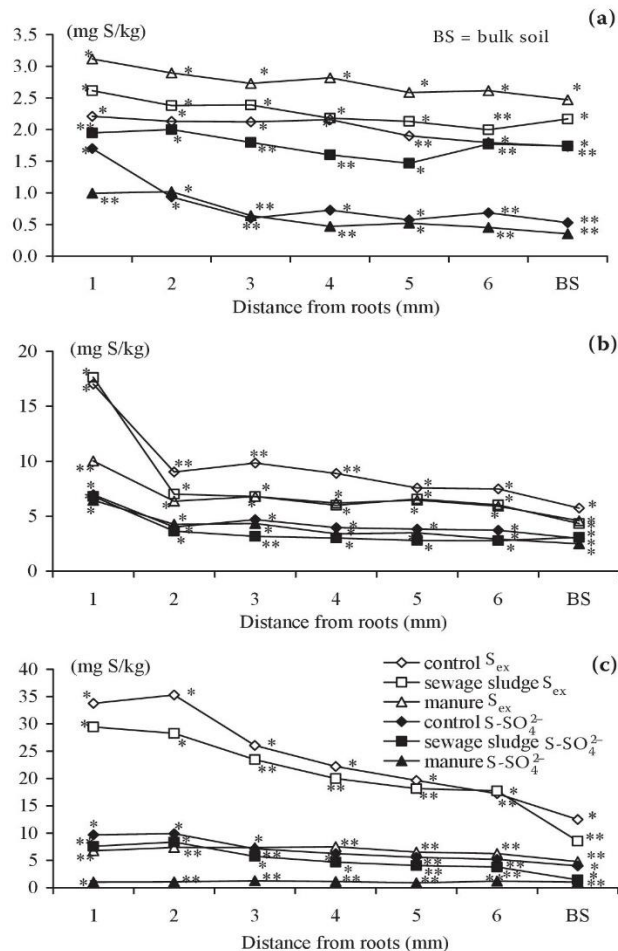 (a)
(mg S/kg)
BS = bulk soil
3.5
3.0
2.5
2.0
1.5
1.0
0.5
0.0
1 2 3 4 5 6 BS
Distance from roots (mm)
(b)
(mg S/kg)
20
15
10
5
0
1 2 3 4 5 6 BS
Distance from roots (mm)
(c)
(mg S/kg)
40
35
30
25
20
15
10
5
0
control S_ex
sewage sludge S_ex
manure S_ex
control S-SO₄²⁻
sewage sludge S-SO₄²⁻
manure S-SO₄²⁻
1 2 3 4 5 6 BS
Distance from roots (mm)